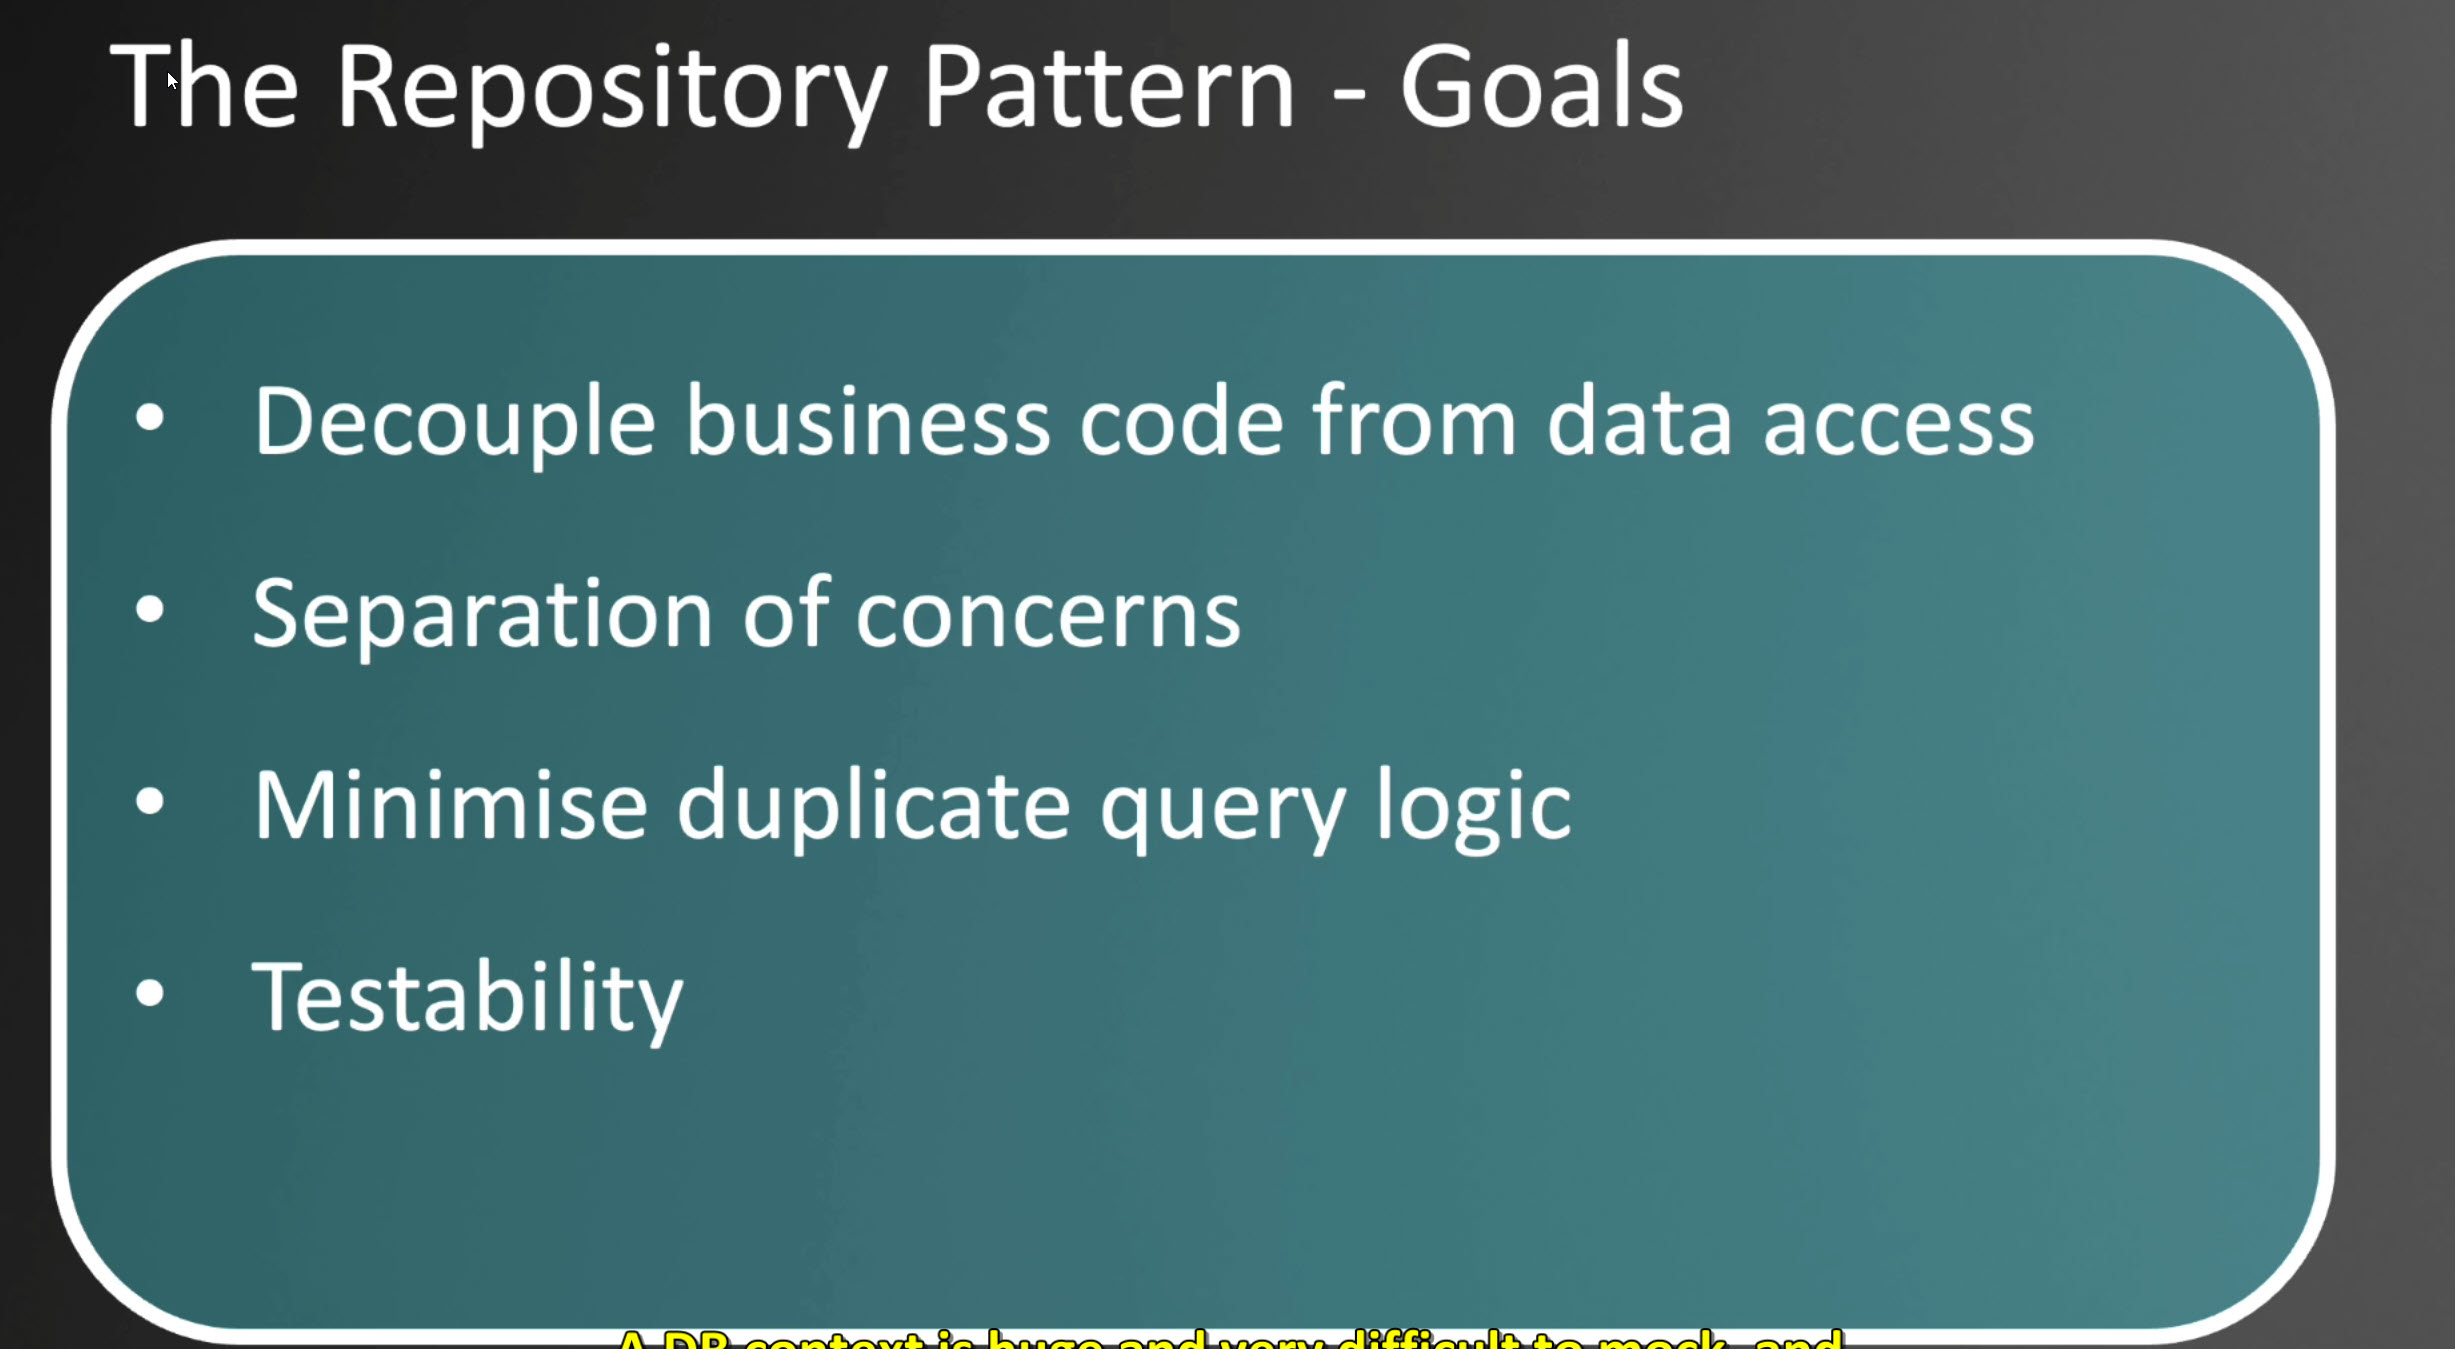 The Repository Pattern - Goals
• Decouple business code from data access
• Separation of concerns
• Minimise duplicate query logic
• Testability
A DB context is huge and very difficult to mock, and